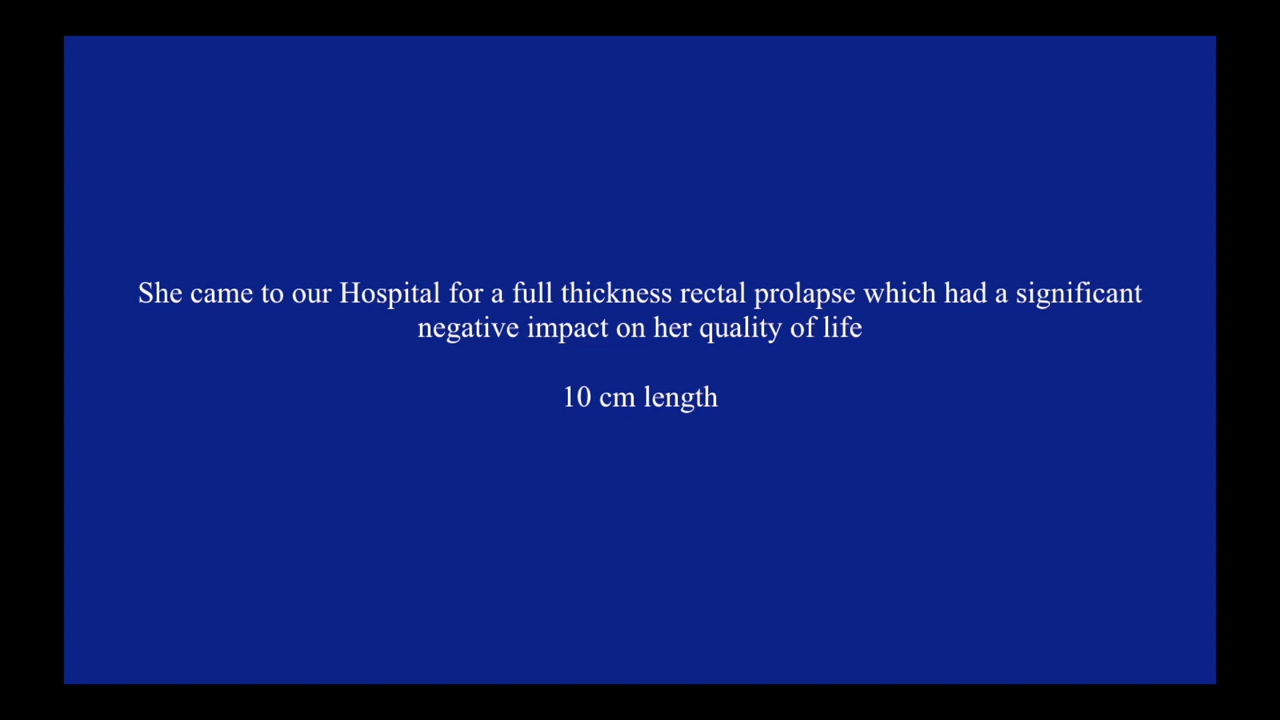 She came to our Hospital for a full thickness rectal prolapse which had a significant
negative impact on her quality of life
10 cm length